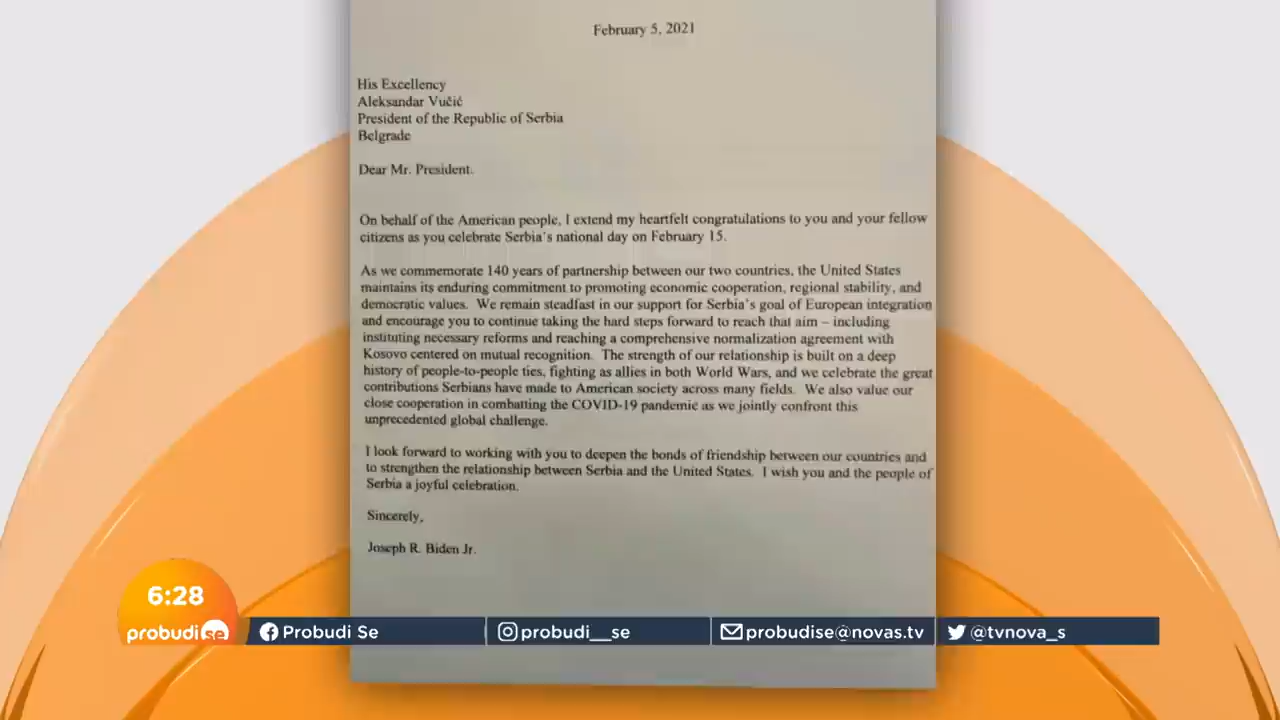 February 5, 2021
His Excellency
Aleksandar Vučić
President of the Republic of Serbia
Belgrade
Dear Mr. President.
On behalf of the American people, I extend my heartfelt congratulations to you and your fellow
citizens as you celebrate Serbia's national day on February 15.
As we commemorate 140 years of partnership between our two countries, the United States
maintains its enduring commitment to promoting economic cooperation, regional stability, and
democratic values. We remain steadfast in our support for Serbia's goal of European integration
and encourage you to continue taking the hard steps forward to reach that aim – including
instituting necessary reforms and reaching a comprehensive normalization agreement with
Kosovo centered on mutual recognition. The strength of our relationship is built on a deep
history of people-to-people ties, fighting as allies in both World Wars, and we celebrate the great
contributions Serbians have made to American society across many fields. We also value our
close cooperation in combatting the COVID-19 pandemic as we jointly confront this
unprecedented global challenge.
I look forward to working with you to deepen the bonds of friendship between our countries and
to strengthen the relationship between Serbia and the United States. I wish you and the people of
Serbia a joyful celebration.
Sincerely,
Joseph R. Biden Jr.
6:28
probudi se
Probudi Se
probudi__se
probudise@novas.tv
@tvnova_s